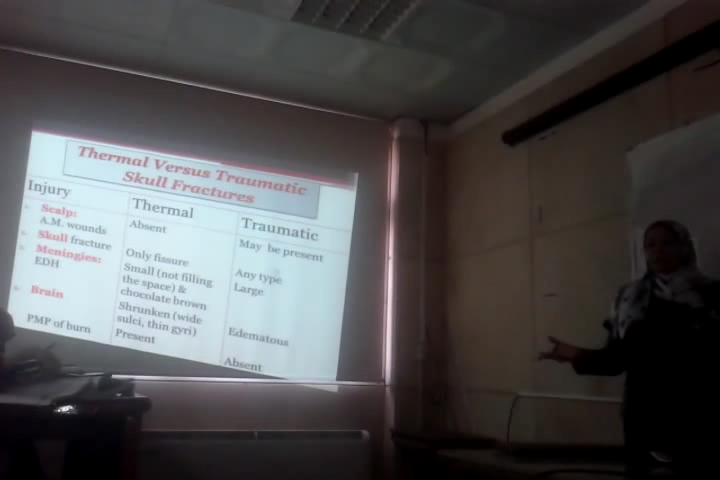 Thermal Versus Traumatic
Skull Fractures
Injury
Thermal
Traumatic
Scalp:
A.M. wounds
Absent
May be present
Skull fracture
Only fissure
Any type
Meningies:
EDH
Small (not filling
the space) &
chocolate brown
Large
Brain
Shrunken (wide
sulci, thin gyri)
Edematous
PMP of burn
Present
Absent